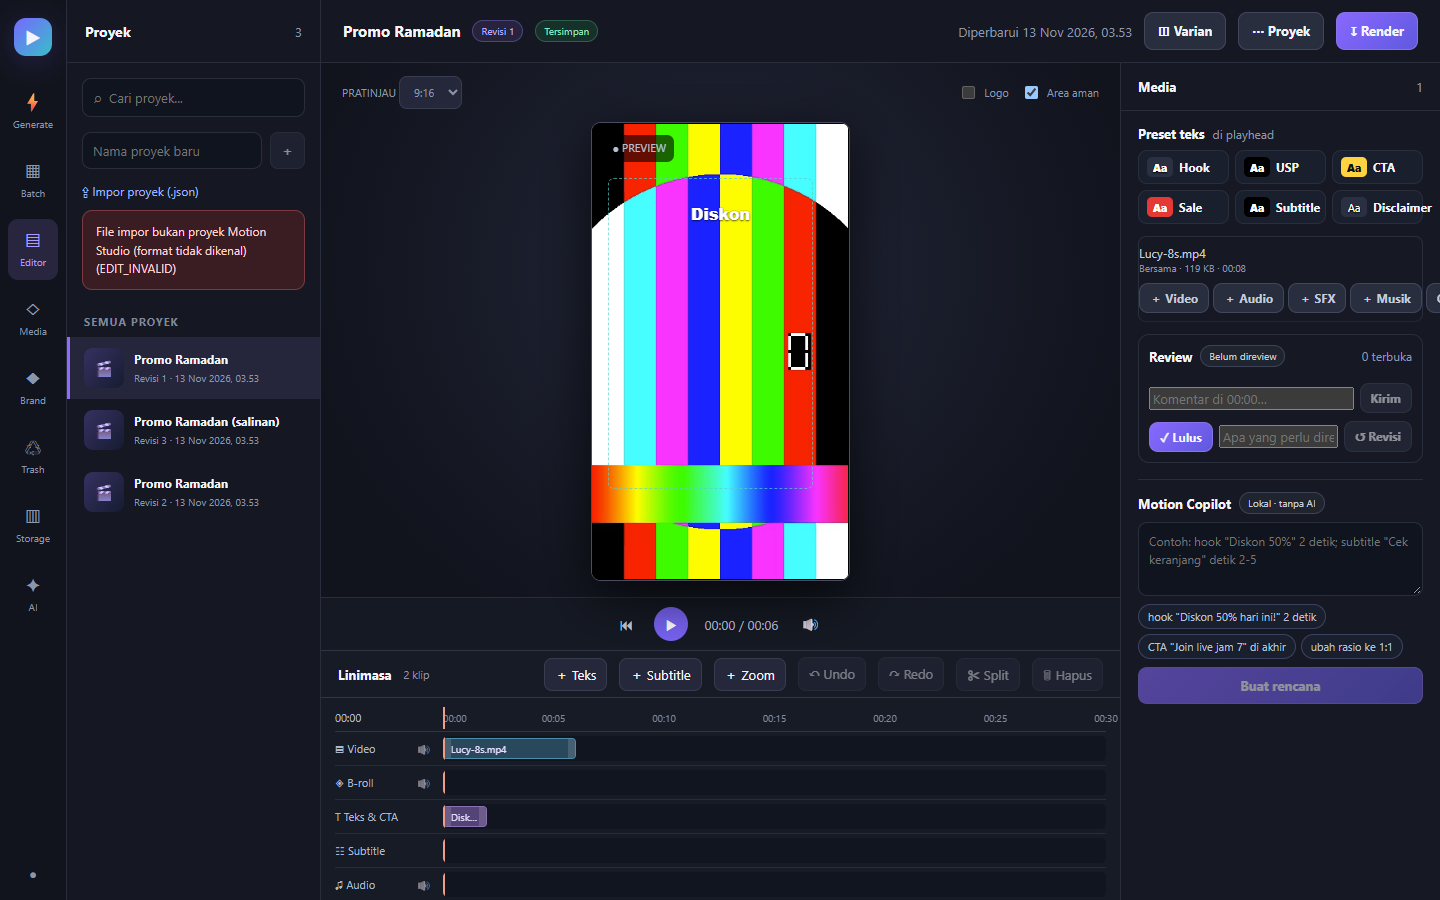 Generate
Batch
Editor
Media
Brand
Trash
Storage
AI
Proyek 3
Cari proyek...
Nama proyek baru +
Impor proyek (.json)
File impor bukan proyek Motion
Studio (format tidak dikenal)
(EDIT_INVALID)
SEMUA PROYEK
Promo Ramadan
Revisi 1 · 13 Nov 2026, 03.53
Promo Ramadan (salinan)
Revisi 3 · 13 Nov 2026, 03.53
Promo Ramadan
Revisi 2 · 13 Nov 2026, 03.53
Promo Ramadan Revisi 1 Tersimpan
Diperbarui 13 Nov 2026, 03.53 Varian ··· Proyek Render
PRATINJAU 9:16 Logo Area aman
● PREVIEW
Diskon
00:00 / 00:06
Linimasa 2 klip + Teks + Subtitle + Zoom Undo Redo Split Hapus
00:00 00:00 00:05 00:10 00:15 00:20 00:25 00:30
Video Lucy-8s.mp4
B-roll
T Teks & CTA Disk...
Subtitle
Audio
Media 1
Preset teks di playhead
Aa Hook Aa USP Aa CTA
Aa Sale Aa Subtitle Aa Disclaimer
Lucy-8s.mp4
Bersama · 119 KB · 00:08
+ Video + Audio + SFX + Musik
Review Belum direview 0 terbuka
Komentar di 00:00... Kirim
✓ Lulus Apa yang perlu dire ↺ Revisi
Motion Copilot Lokal · tanpa AI
Contoh: hook "Diskon 50%" 2 detik; subtitle "Cek
keranjang" detik 2-5
hook "Diskon 50% hari ini!" 2 detik
CTA "Join live jam 7" di akhir ubah rasio ke 1:1
Buat rencana